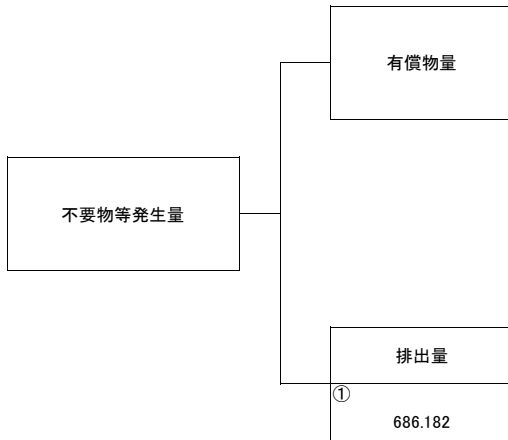 有償物量
不要物等発生量
排出量
①
686.182